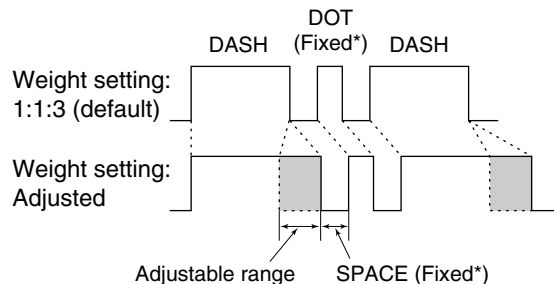 DOT
(Fixed*)
DASH
DASH
Weight setting:
1:1:3 (default)
Weight setting:
Adjusted
Adjustable range
SPACE (Fixed*)